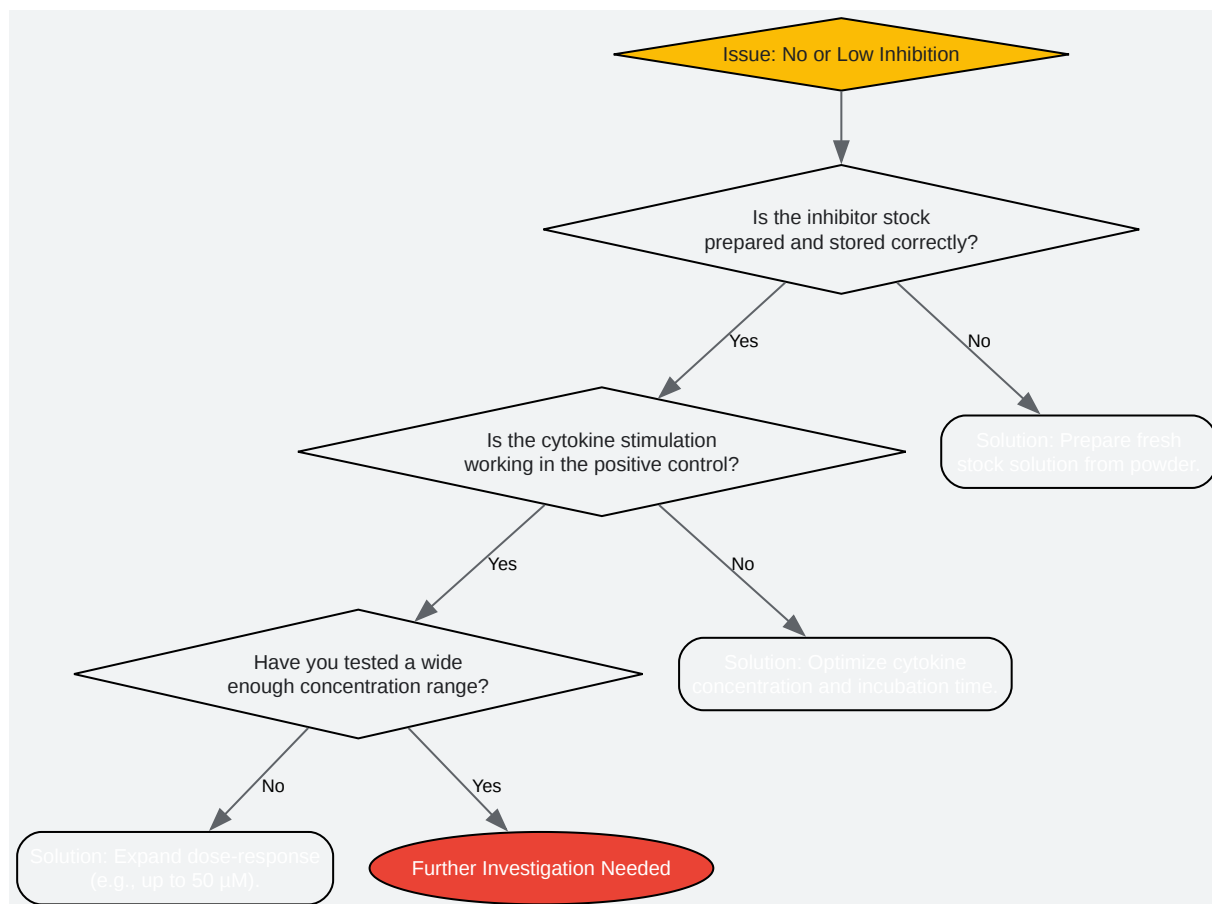 Issue: No or Low Inhibition
Is the inhibitor stock
prepared and stored correctly?
Yes
No
Is the cytokine stimulation
working in the positive control?
Solution: Prepare fresh
stock solution from powder.
Yes
No
Have you tested a wide
enough concentration range?
Solution: Optimize cytokine
concentration and incubation time.
No
Yes
Solution: Expand dose-response
(e.g., up to 50 µM).
Further Investigation Needed